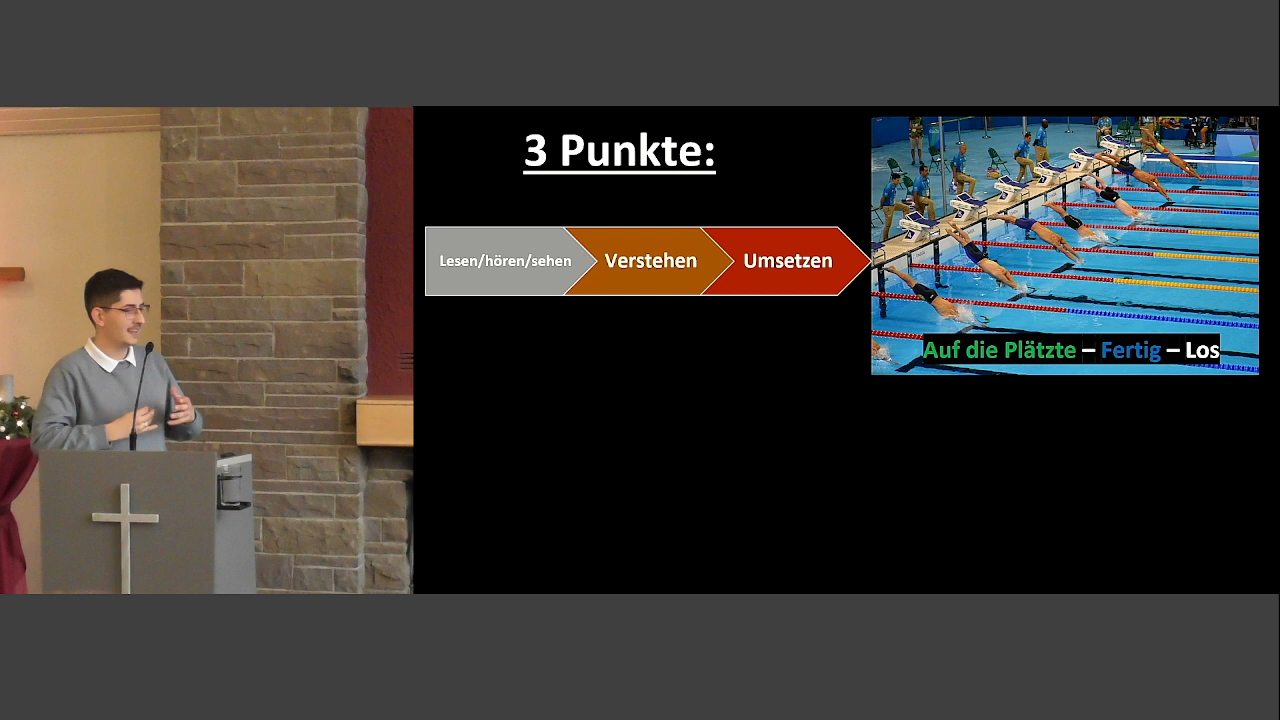 3 Punkte:
Lesen/hören/sehen
Verstehen
Umsetzen
Auf die Plätzte – Fertig – Los